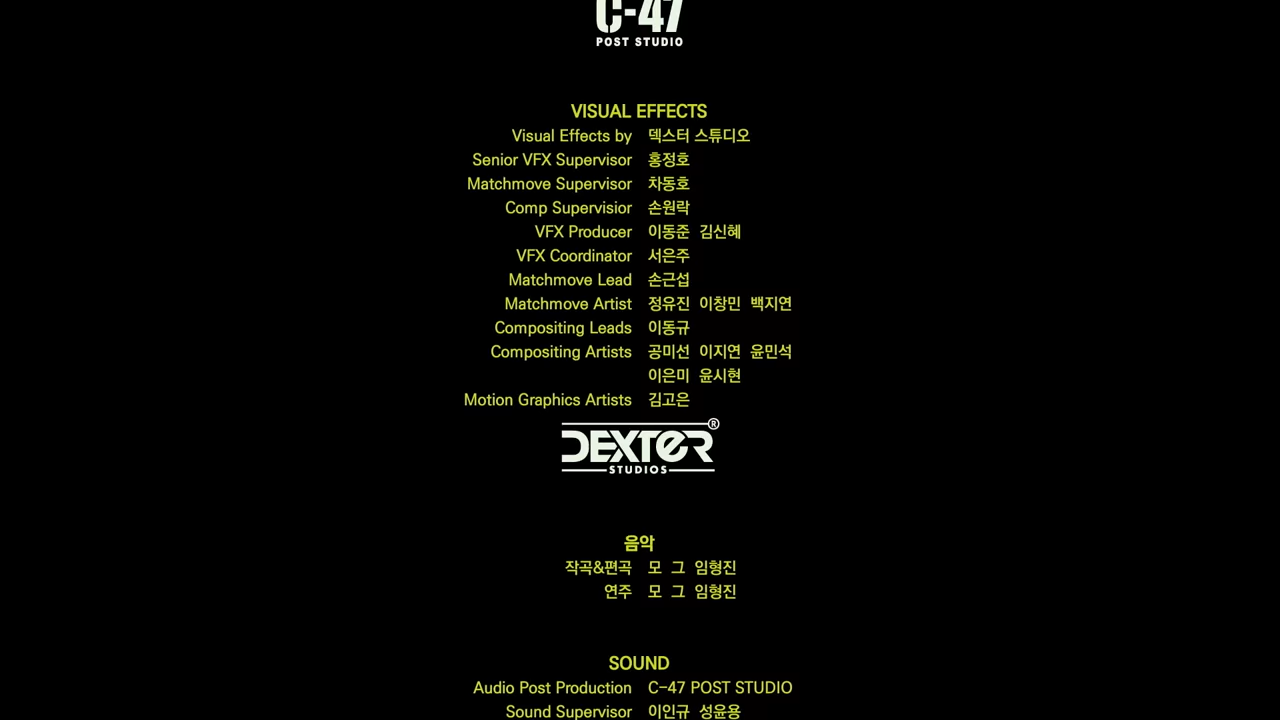 C-47
POST STUDIO
VISUAL EFFECTS
Visual Effects by 덱스터 스튜디오
Senior VFX Supervisor 홍정호
Matchmove Supervisor 차동호
Comp Supervisior 손원락
VFX Producer 이동준 김신혜
VFX Coordinator 서은주
Matchmove Lead 손근섭
Matchmove Artist 정유진 이창민 백지연
Compositing Leads 이동규
Compositing Artists 공미선 이지연 윤민석
이은미 윤시현
Motion Graphics Artists 김고은
DEXTER®
STUDIOS
음악
작곡&편곡 모 그 임형진
연주 모 그 임형진
SOUND
Audio Post Production C-47 POST STUDIO
Sound Supervisor 이인규 성윤용